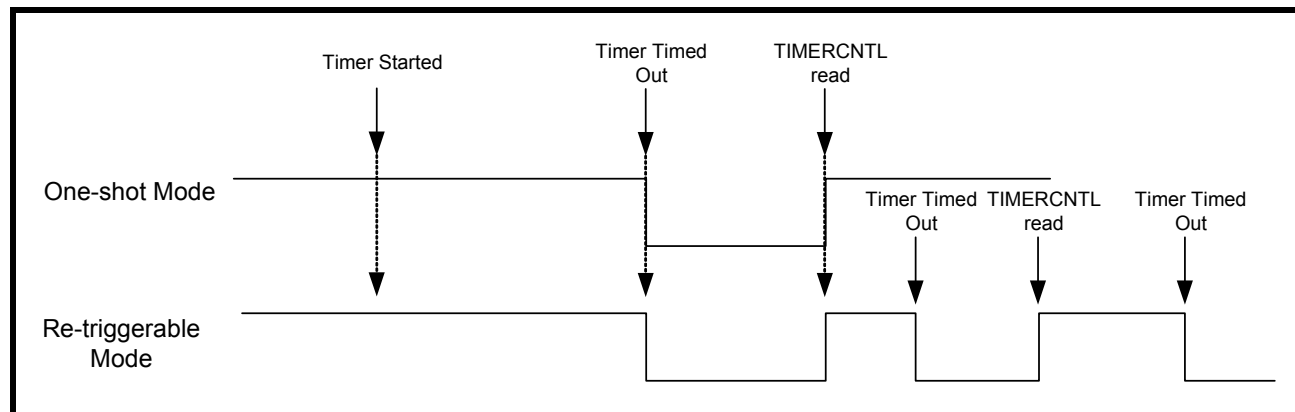 Timer Started
Timer Timed
Out
TIMERCNTL
read
One-shot Mode
Timer Timed
Out
TIMERCNTL
read
Timer Timed
Out
Re-triggerable
Mode